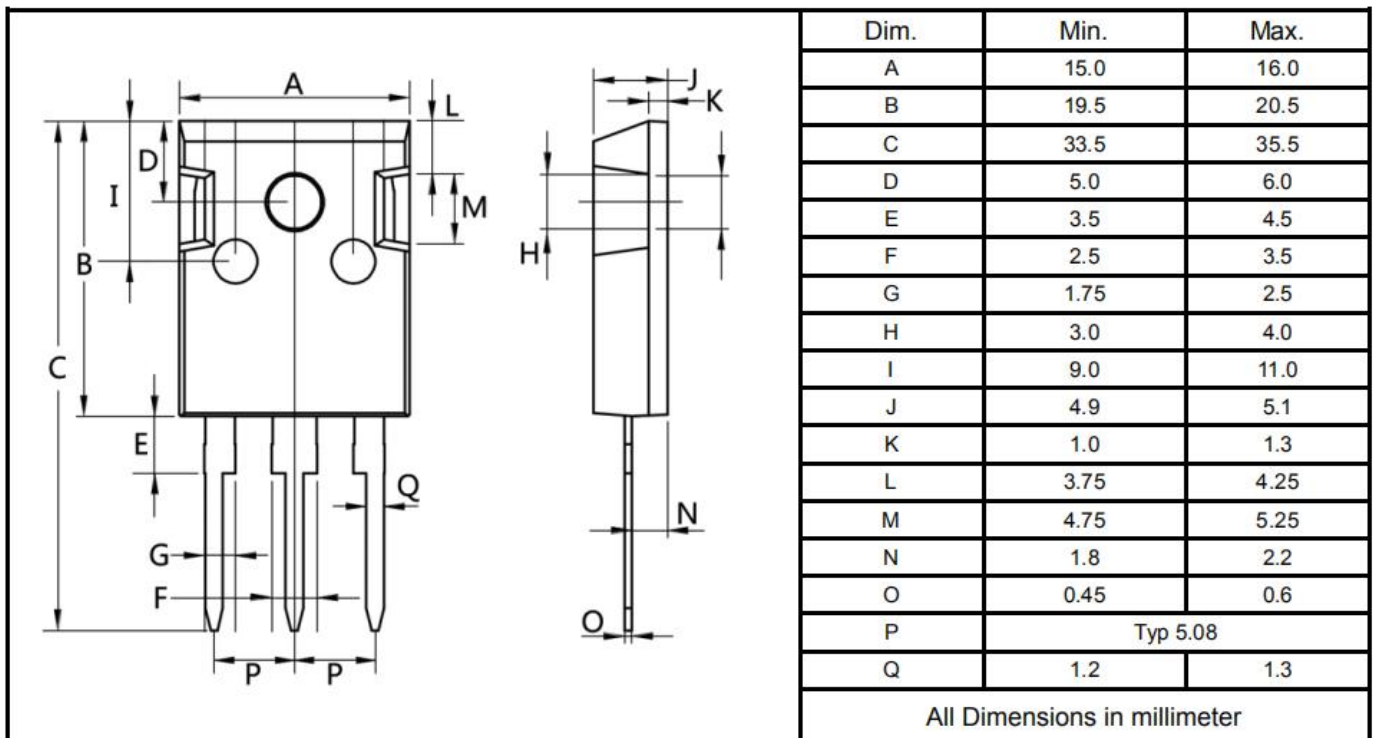 A
L
D
I
M
B
C
E
Q
G
F
P P
J
K
H
N
O
Dim. Min. Max.
A 15.0 16.0
B 19.5 20.5
C 33.5 35.5
D 5.0 6.0
E 3.5 4.5
F 2.5 3.5
G 1.75 2.5
H 3.0 4.0
I 9.0 11.0
J 4.9 5.1
K 1.0 1.3
L 3.75 4.25
M 4.75 5.25
N 1.8 2.2
O 0.45 0.6
P Typ 5.08
Q 1.2 1.3
All Dimensions in millimeter